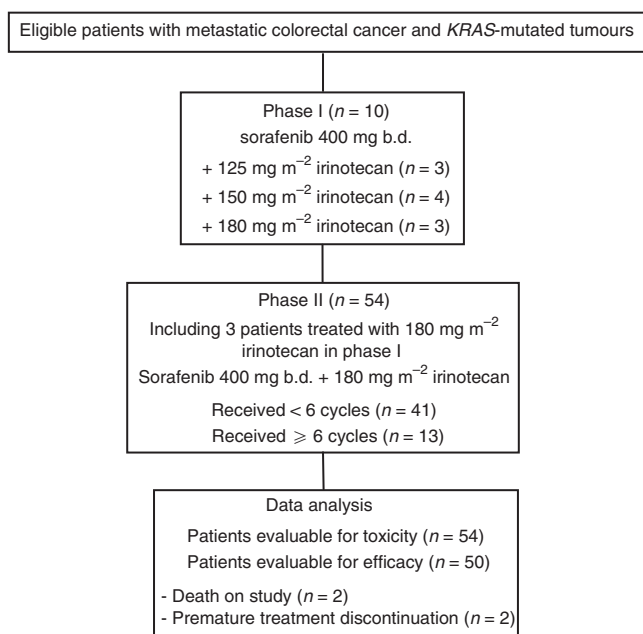 Eligible patients with metastatic colorectal cancer and KRAS-mutated tumours
Phase I (n = 10)
sorafenib 400 mg b.d.
+ 125 mg m⁻² irinotecan (n = 3)
+ 150 mg m⁻² irinotecan (n = 4)
+ 180 mg m⁻² irinotecan (n = 3)
Phase II (n = 54)
Including 3 patients treated with 180 mg m⁻²
irinotecan in phase I
Sorafenib 400 mg b.d. + 180 mg m⁻² irinotecan
Received < 6 cycles (n = 41)
Received ⩾ 6 cycles (n = 13)
Data analysis
Patients evaluable for toxicity (n = 54)
Patients evaluable for efficacy (n = 50)
- Death on study (n = 2)
- Premature treatment discontinuation (n = 2)